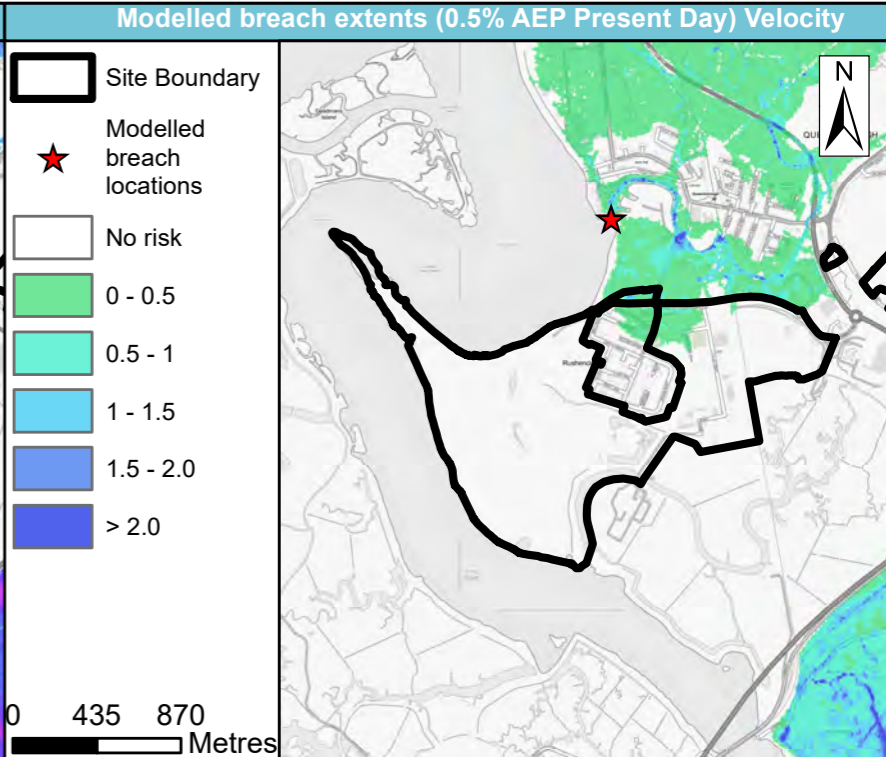 Modelled breach extents (0.5% AEP Present Day) Velocity
Site Boundary
Modelled
breach
locations
No risk
0 - 0.5
0.5 - 1
1 - 1.5
1.5 - 2.0
> 2.0
0 435 870
Metres
N